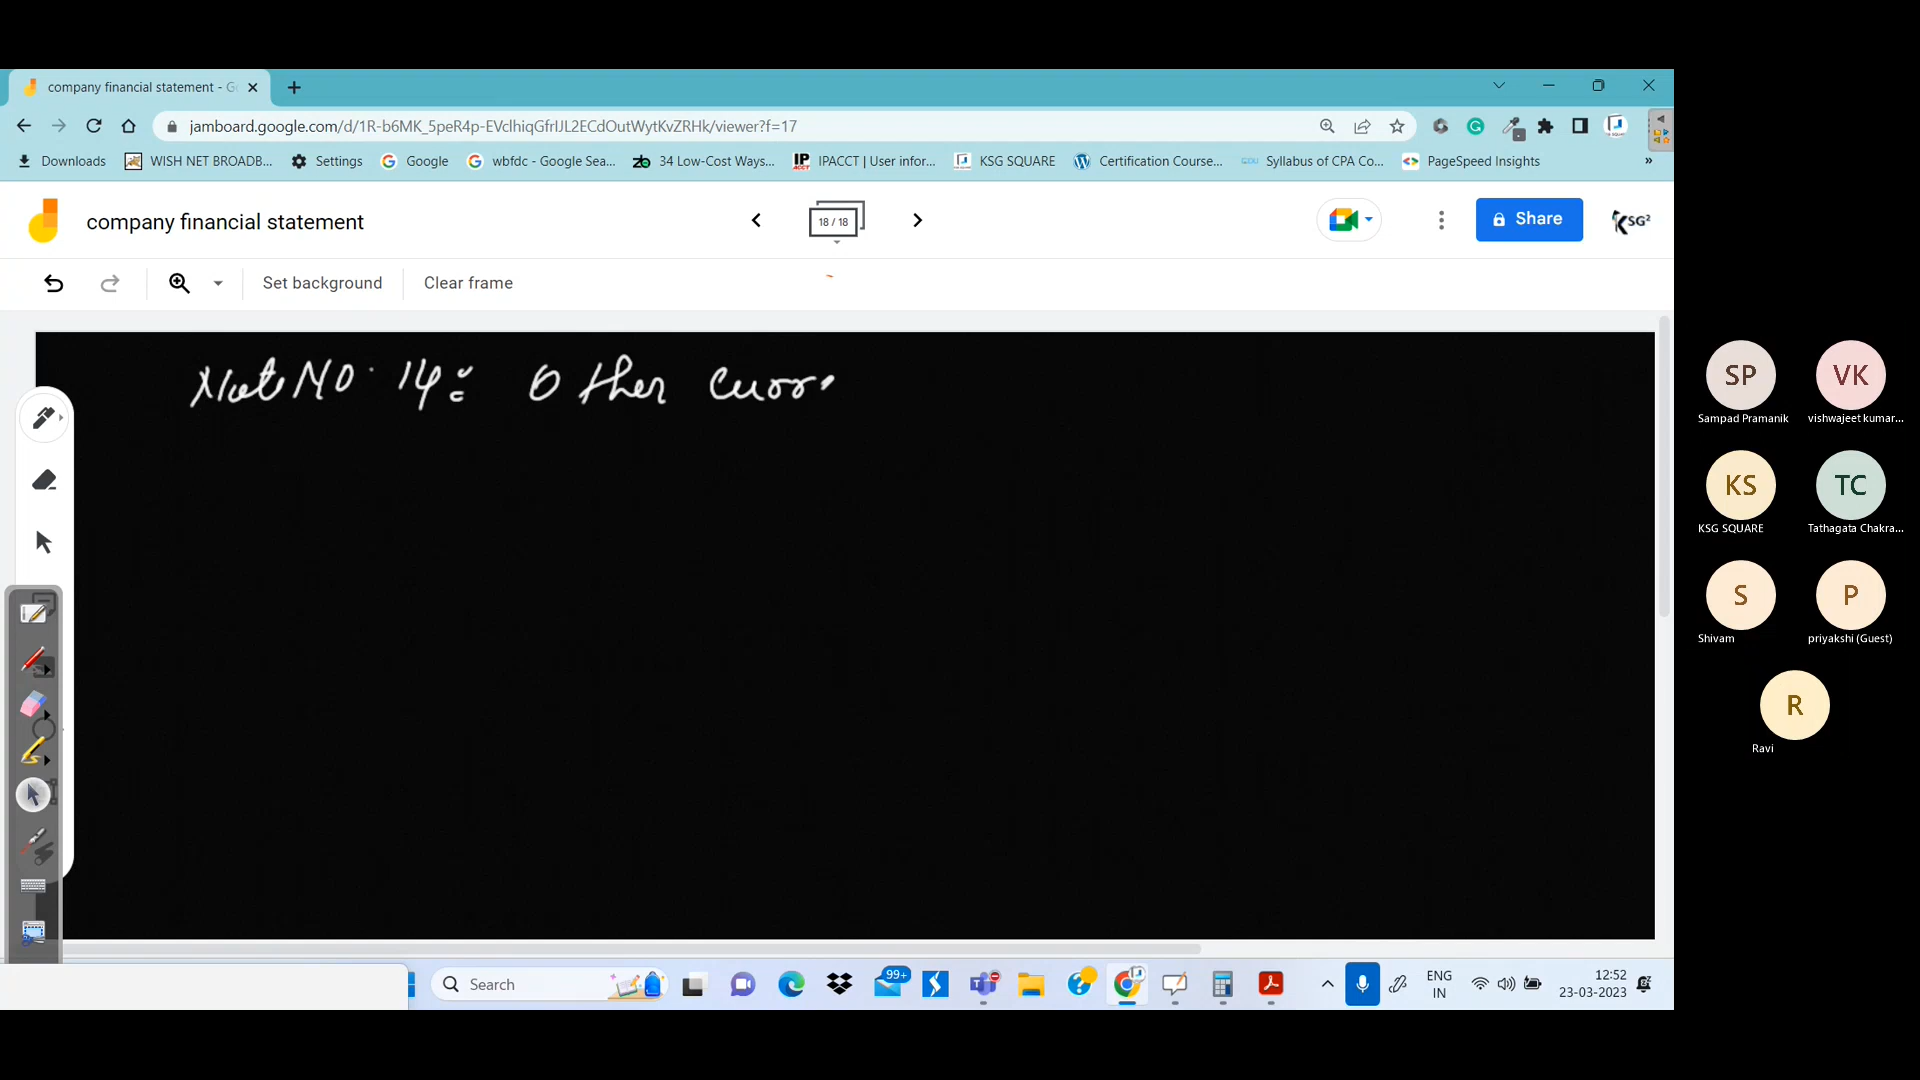 company financial statement - G
jamboard.google.com/d/1R-b6MK_5peR4p-EVclhiqGfrIJL2ECdOutWytKvZRHk/viewer?f=17
Downloads WISH NET BROADB... Settings Google wbfdc - Google Sea... 34 Low-Cost Ways... IPACCT | User infor... KSG SQUARE Certification Course... Syllabus of CPA Co... PageSpeed Insights »
company financial statement 18 / 18 Share KSG²
Set background Clear frame
Note NO. 14: Other curr
SP VK
Sampad Pramanik vishwajeet kumar...
KS TC
KSG SQUARE Tathagata Chakra...
S P
Shivam priyakshi (Guest)
R
Ravi
Search 99+ ENG IN 12:52 23-03-2023